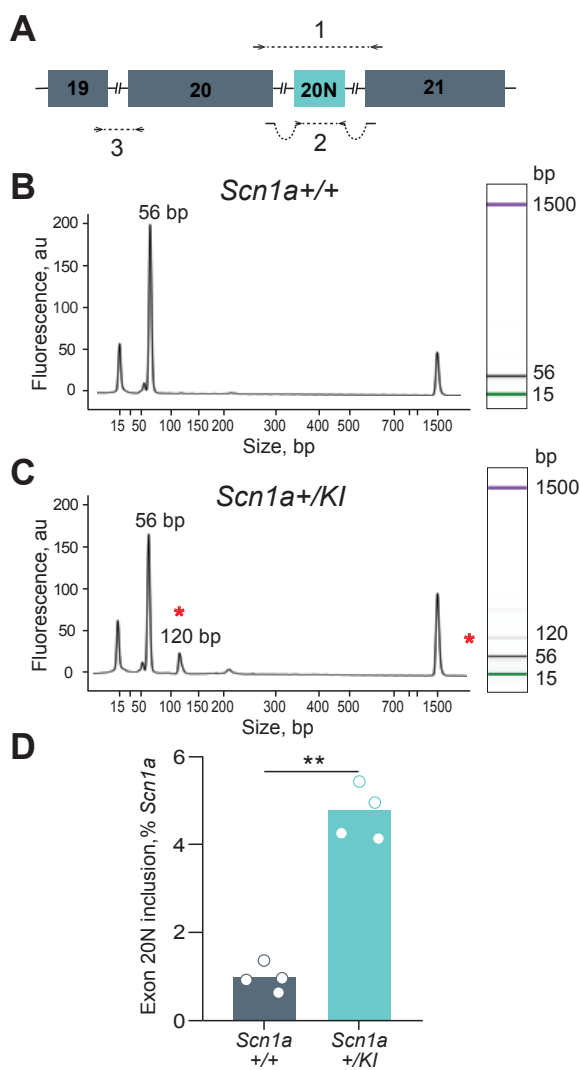 A
1
19
20
20N
21
3
2
B
Scn1a+/+
bp
56 bp
1500
200
150
100
50
0
Fluorescence, au
56
15
15 50 100 150 200 300 400 500 700 1500
Size, bp
C
Scn1a+/KI
bp
56 bp
1500
200
150
100
50
0
Fluorescence, au
*
120 bp
*
120
56
15
15 50 100 150 200 300 400 500 700 1500
Size, bp
D
6
4
2
0
Exon 20N inclusion, % Scn1a
**
Scn1a
+/+
Scn1a
+/KI